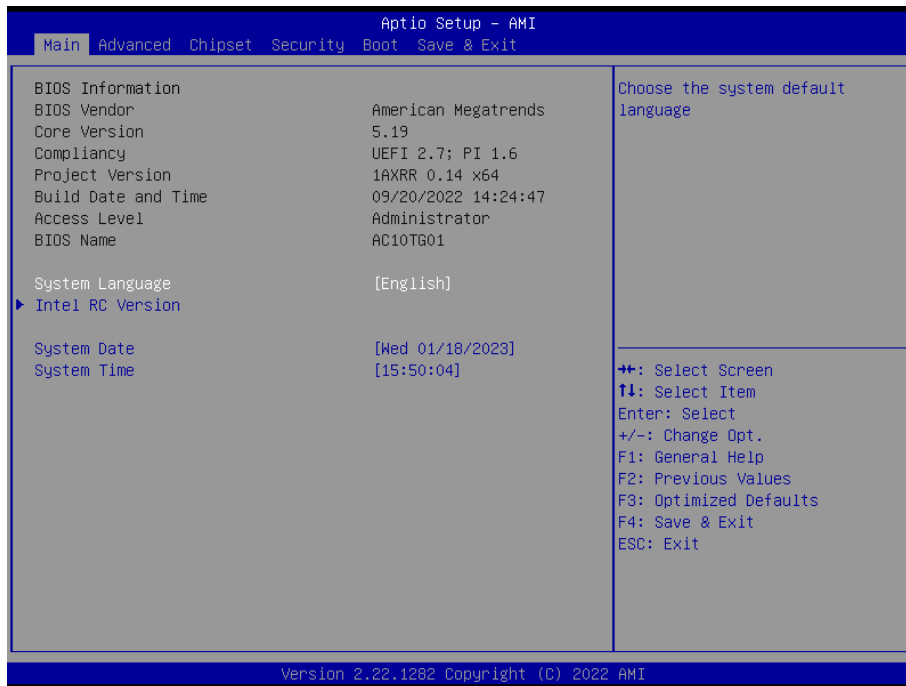 Aptio Setup – AMI
Main Advanced Chipset Security Boot Save & Exit
BIOS Information
BIOS Vendor American Megatrends
Core Version 5.19
Compliancy UEFI 2.7; PI 1.6
Project Version 1AXRR 0.14 x64
Build Date and Time 09/20/2022 14:24:47
Access Level Administrator
BIOS Name AC10TG01
System Language [English]
Intel RC Version
System Date [Wed 01/18/2023]
System Time [15:50:04]
Choose the system default
language
→←: Select Screen
↑↓: Select Item
Enter: Select
+/-: Change Opt.
F1: General Help
F2: Previous Values
F3: Optimized Defaults
F4: Save & Exit
ESC: Exit
Version 2.22.1282 Copyright (C) 2022 AMI